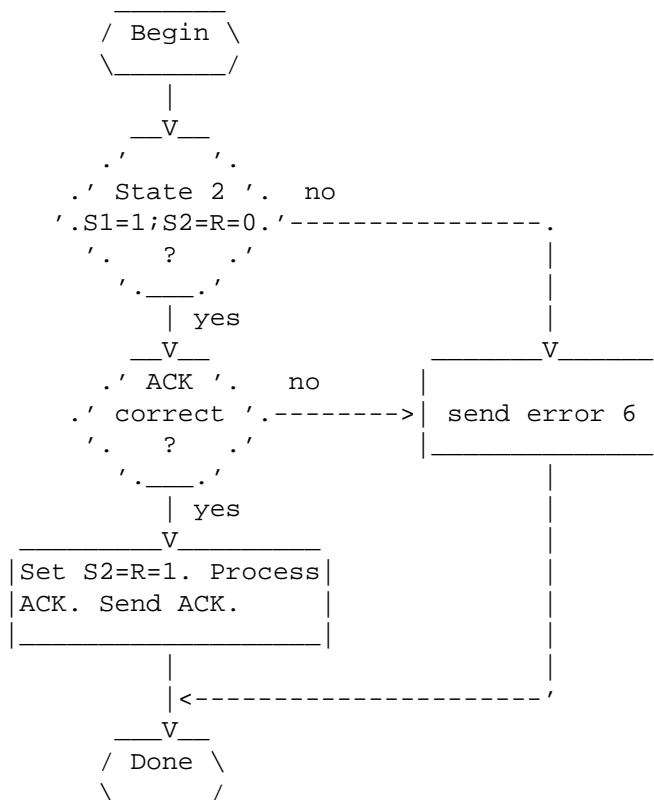 Begin
State 2 no
S1=1;S2=R=0
?
yes
ACK no
correct send error 6
?
yes
Set S2=R=1. Process
ACK. Send ACK.
Done